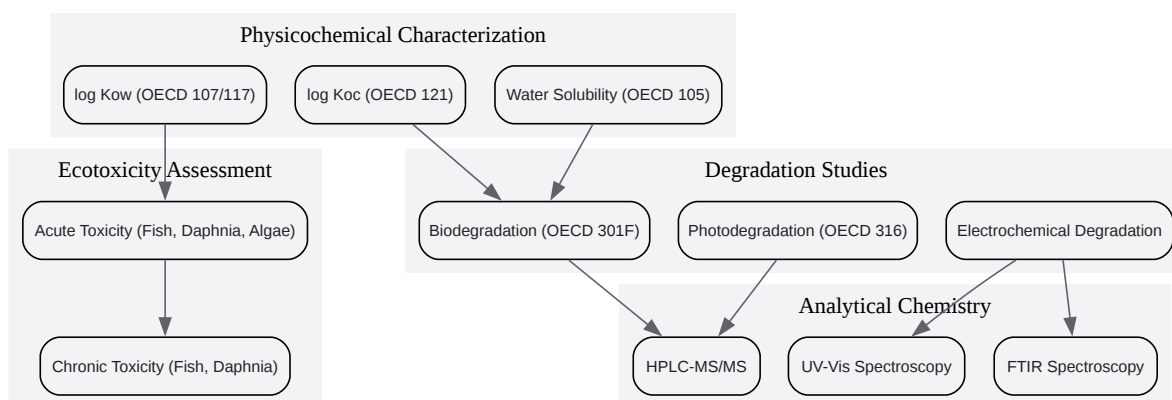 Physicochemical Characterization
log Kow (OECD 107/117)
log Koc (OECD 121)
Water Solubility (OECD 105)
Ecotoxicity Assessment
Degradation Studies
Acute Toxicity (Fish, Daphnia, Algae)
Biodegradation (OECD 301F)
Photodegradation (OECD 316)
Electrochemical Degradation
Analytical Chemistry
Chronic Toxicity (Fish, Daphnia)
HPLC-MS/MS
UV-Vis Spectroscopy
FTIR Spectroscopy